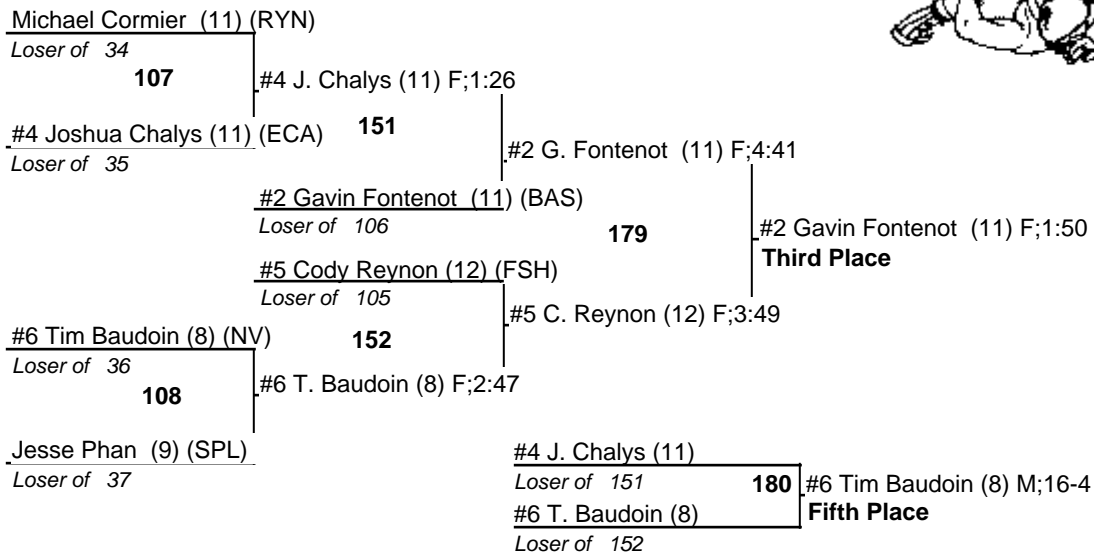 Michael Cormier (11) (RYN)
Loser of 34
107
#4 J. Chalys (11) F;1:26
#4 Joshua Chalys (11) (ECA)
Loser of 35
151
#2 G. Fontenot (11) F;4:41
#2 Gavin Fontenot (11) (BAS)
Loser of 106
179
#2 Gavin Fontenot (11) F;1:50
Third Place
#5 Cody Reynon (12) (FSH)
Loser of 105
#5 C. Reynon (12) F;3:49
152
#6 Tim Baudoin (8) (NV)
Loser of 36
108
#6 T. Baudoin (8) F;2:47
Jesse Phan (9) (SPL)
Loser of 37
#4 J. Chalys (11)
Loser of 151
180
#6 Tim Baudoin (8) M;16-4
Fifth Place
#6 T. Baudoin (8)
Loser of 152